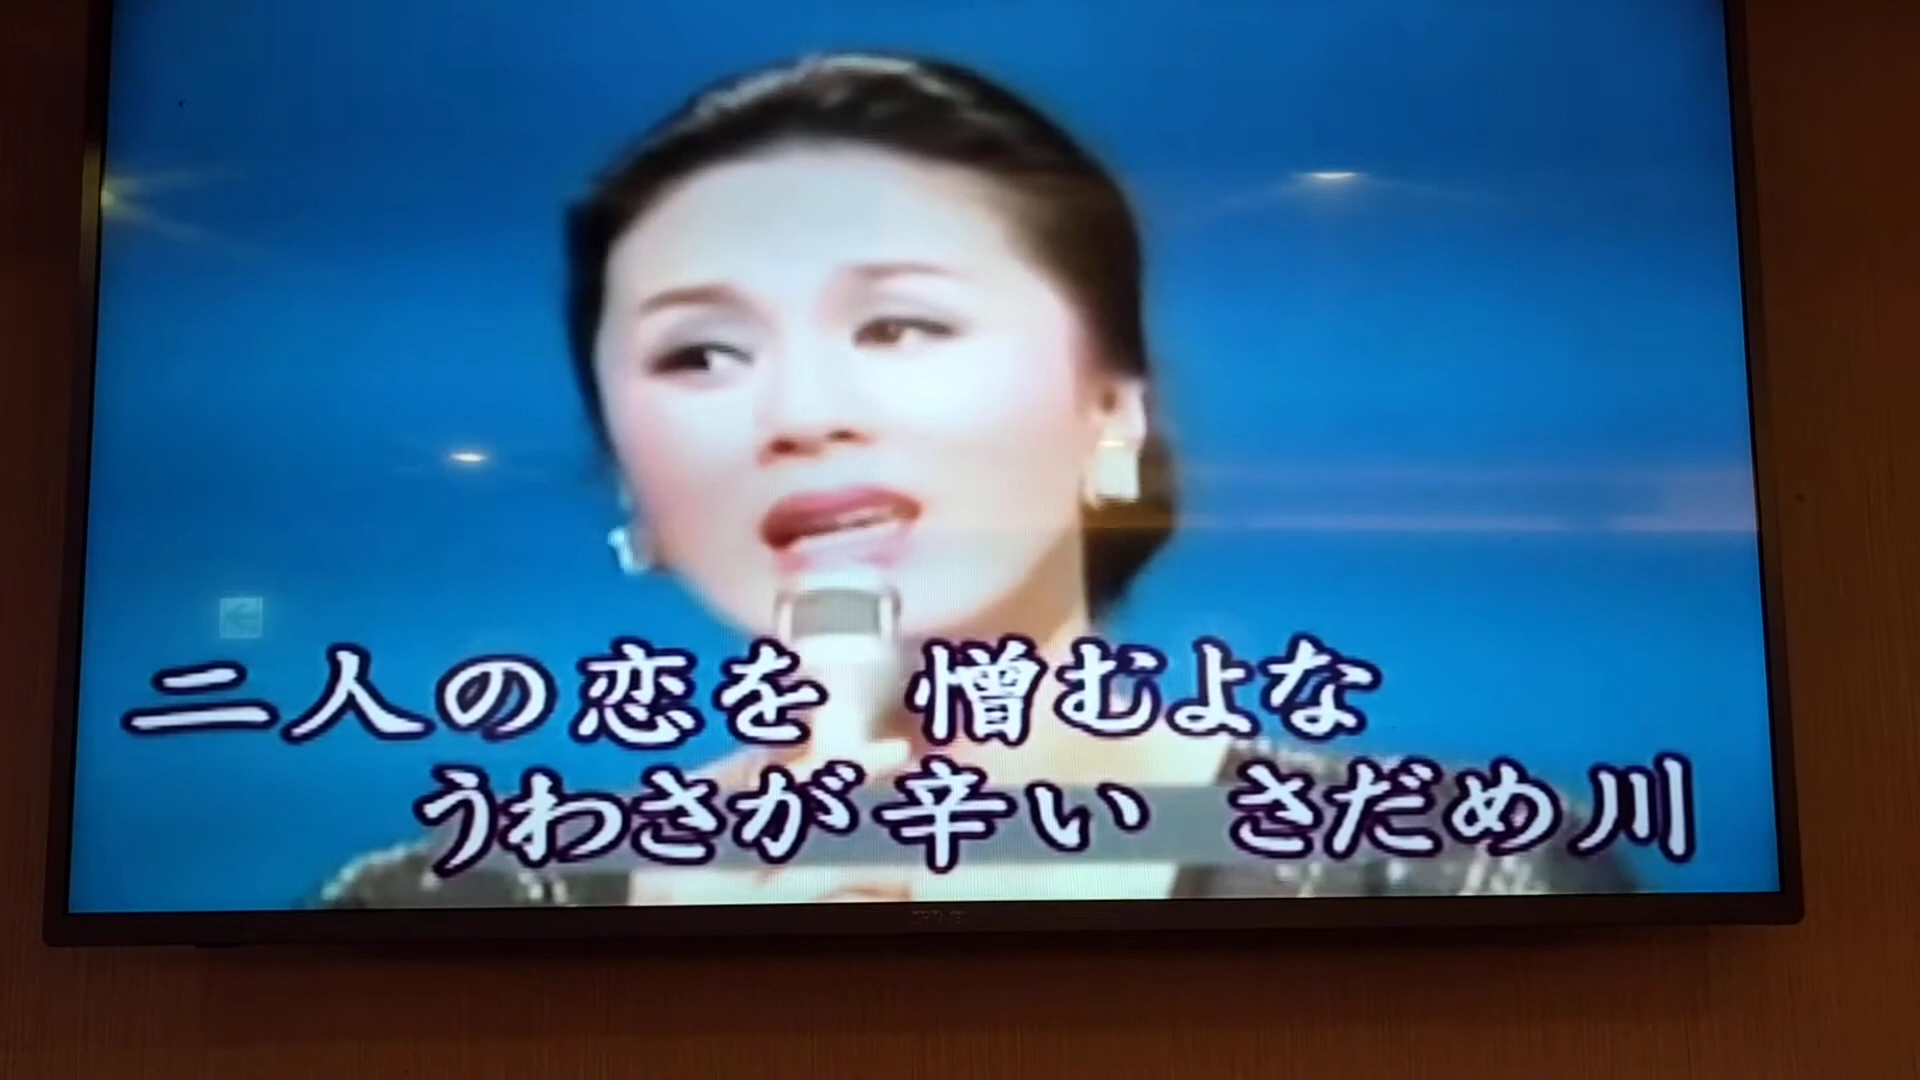 二人の恋を 憎むよな
うわさが辛い さだめ川